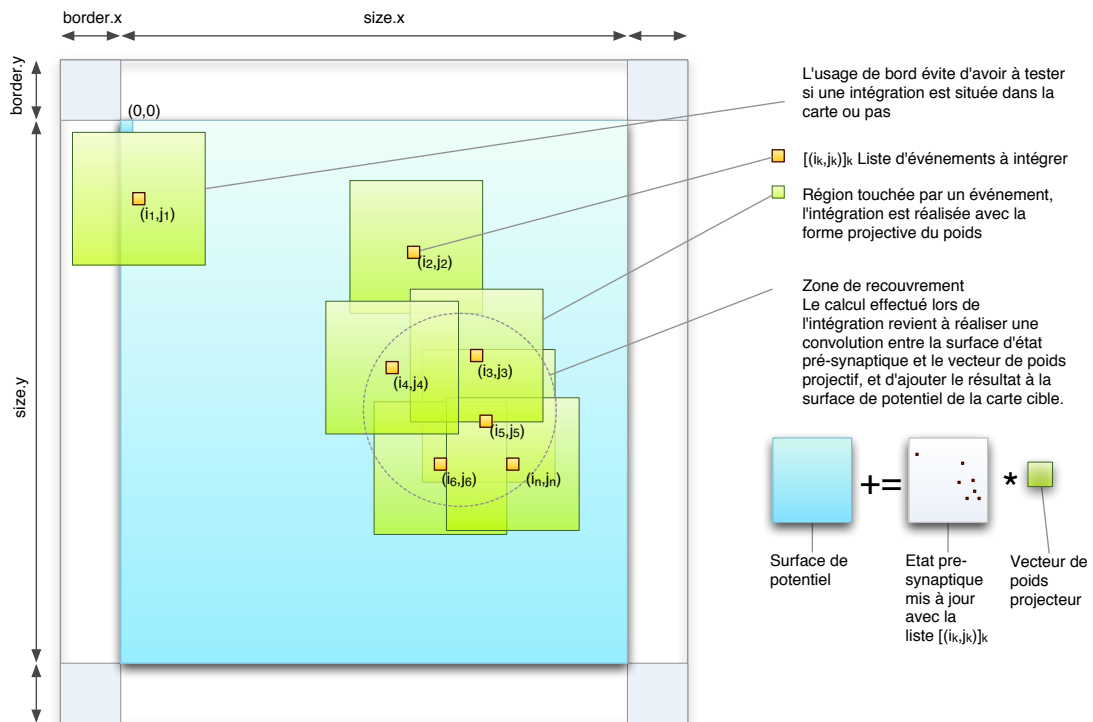 border.x
size.x
border.y
size.y
(0,0)
(i1,j1)
(i2,j2)
(i3,j3)
(i4,j4)
(i5,j5)
(i6,j6)
(in,jn)
L'usage de bord évite d'avoir à tester
si une intégration est située dans la
carte ou pas
[(ik,jk)]k Liste d'événements à intégrer
Région touchée par un événement,
l'intégration est réalisée avec la
forme projective du poids
Zone de recouvrement
Le calcul effectué lors de
l'intégration revient à réaliser une
convolution entre la surface d'état
pré-synaptique et le vecteur de poids
projectif, et d'ajouter le résultat à la
surface de potentiel de la carte cible.
+=
*
Surface de
potentiel
Etat pre-
synaptique
mis à jour
avec la
liste [(ik,jk)]k
Vecteur de
poids
projecteur